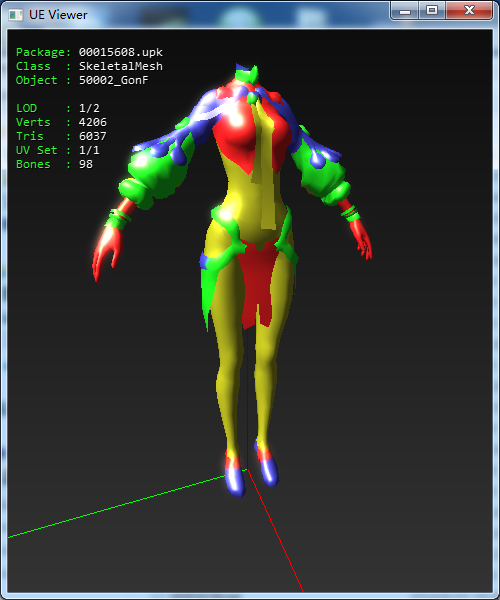 UE Viewer
Package: 00015608.upk
Class : SkeletalMesh
Object : 50002_GonF
LOD : 1/2
Verts : 4206
Tris : 6037
UV Set : 1/1
Bones : 98